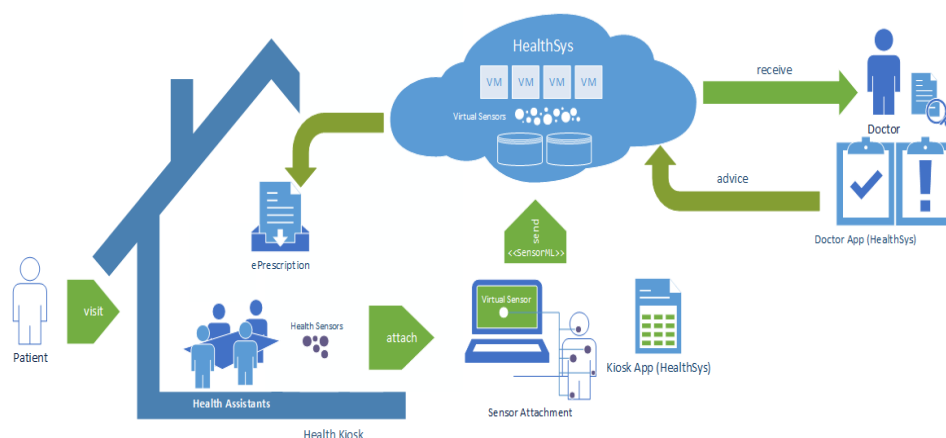 HealthSys
VM VM VM VM
Virtual Sensors
receive
Doctor
advice
Doctor App (HealthSys)
ePrescription
send
<<SensorML>>
Patient
visit
Health Sensors
attach
Virtual Sensor
Kiosk App (HealthSys)
Health Assistants
Sensor Attachment
Health Kiosk